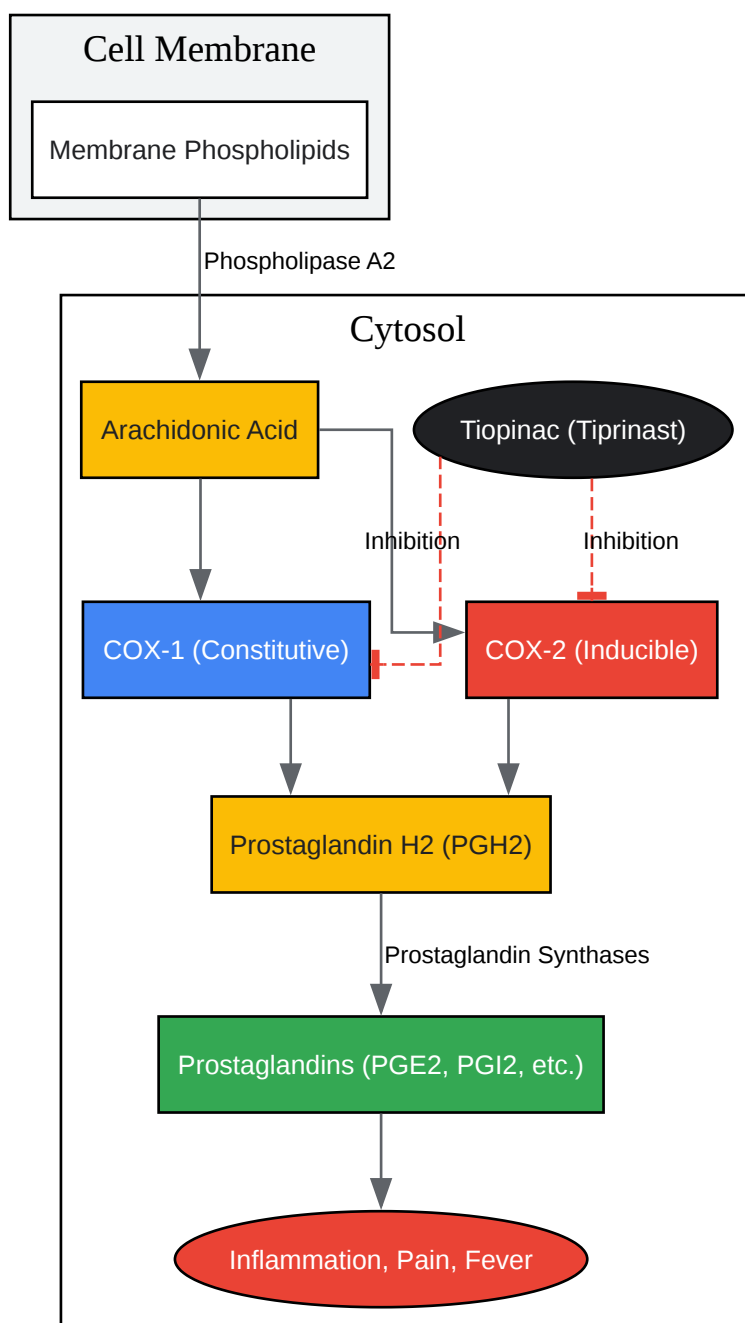 Cell Membrane
Membrane Phospholipids
Phospholipase A2
Cytosol
Arachidonic Acid
Tiopinac (Tiprinast)
Inhibition
Inhibition
COX-1 (Constitutive)
COX-2 (Inducible)
Prostaglandin H2 (PGH2)
Prostaglandin Synthases
Prostaglandins (PGE2, PGI2, etc.)
Inflammation, Pain, Fever